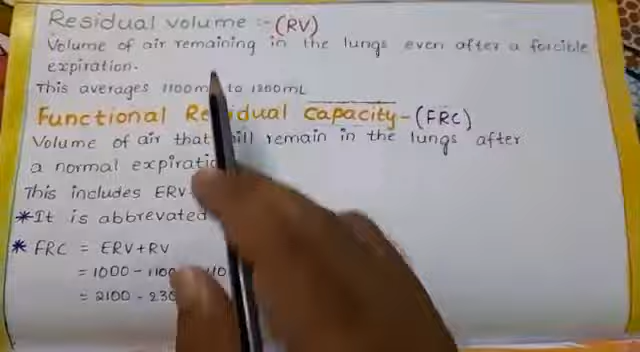 Residual volume :- (RV)
Volume of air remaining in the lungs even after a forcible
expiration.
This averages 1100m to 1200mL
Functional Residual capacity - (FRC)
Volume of air that will remain in the lungs after
a normal expiratio
This includes ERV
*It is abbrevated
* FRC = ERV+RV
= 1000 - 1100
= 2100 - 230